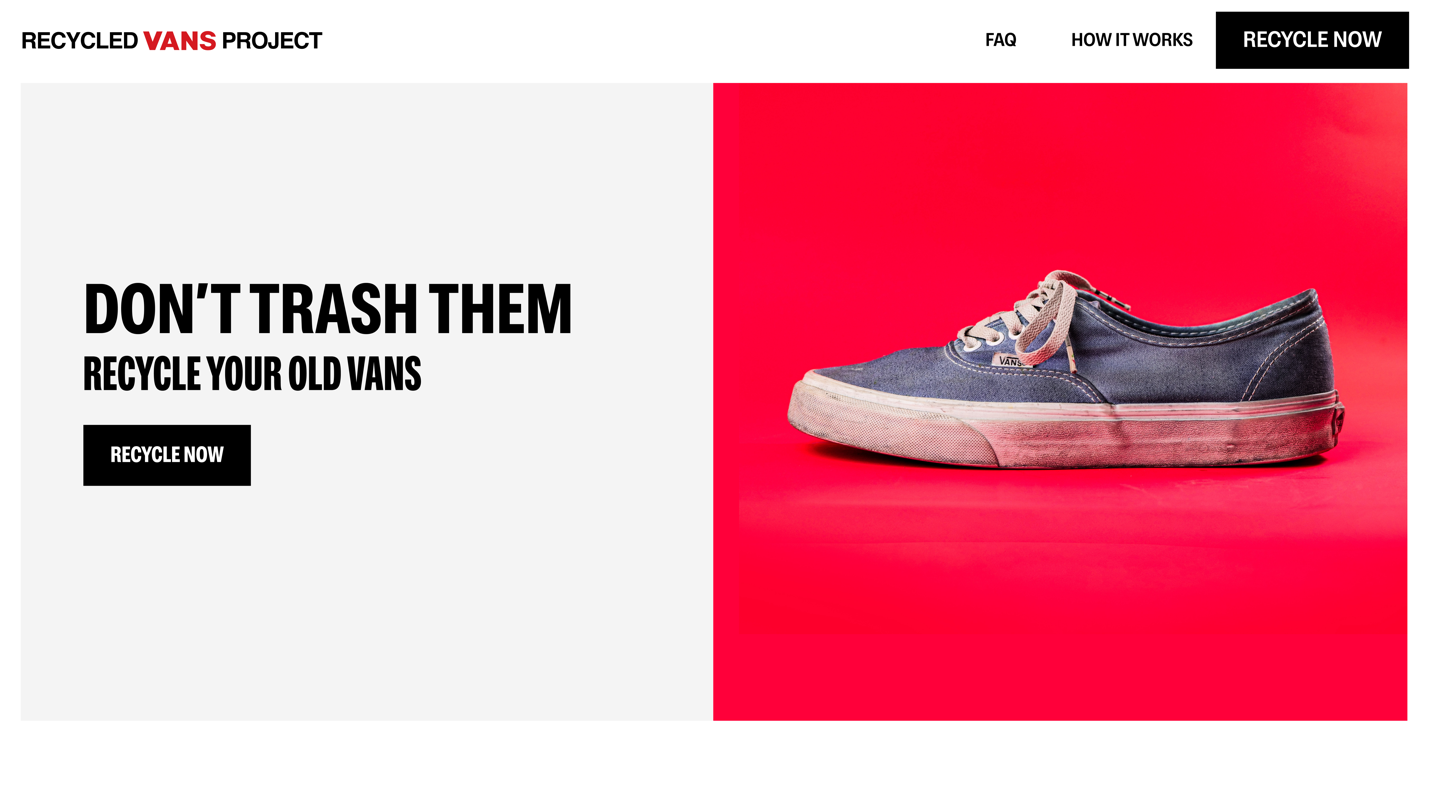 RECYCLED VANS PROJECT
FAQ
HOW IT WORKS
RECYCLE NOW
DON’T TRASH THEM
RECYCLE YOUR OLD VANS
RECYCLE NOW
VANS